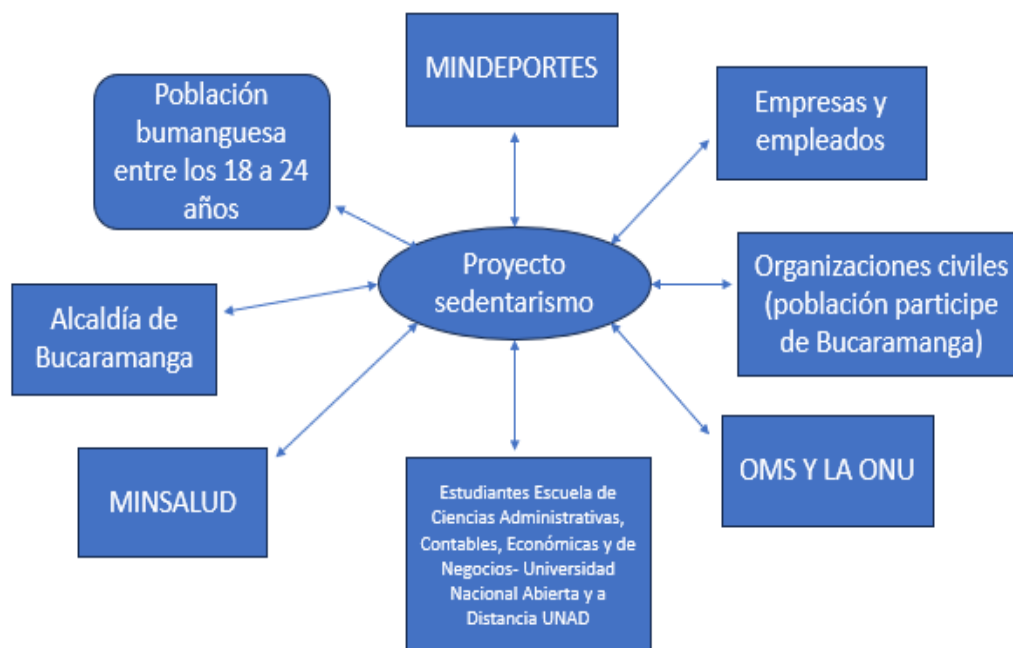 MINDEPORTES
Población
bumanguesa
entre los 18 a 24
años
Empresas y
empleados
Proyecto
sedentarismo
Organizaciones civiles
(población participe
de Bucaramanga)
Alcaldía de
Bucaramanga
MINSALUD
Estudiantes Escuela de
Ciencias Administrativas,
Contables, Económicas y de
Negocios- Universidad
Nacional Abierta y a
Distancia UNAD
OMS Y LA ONU